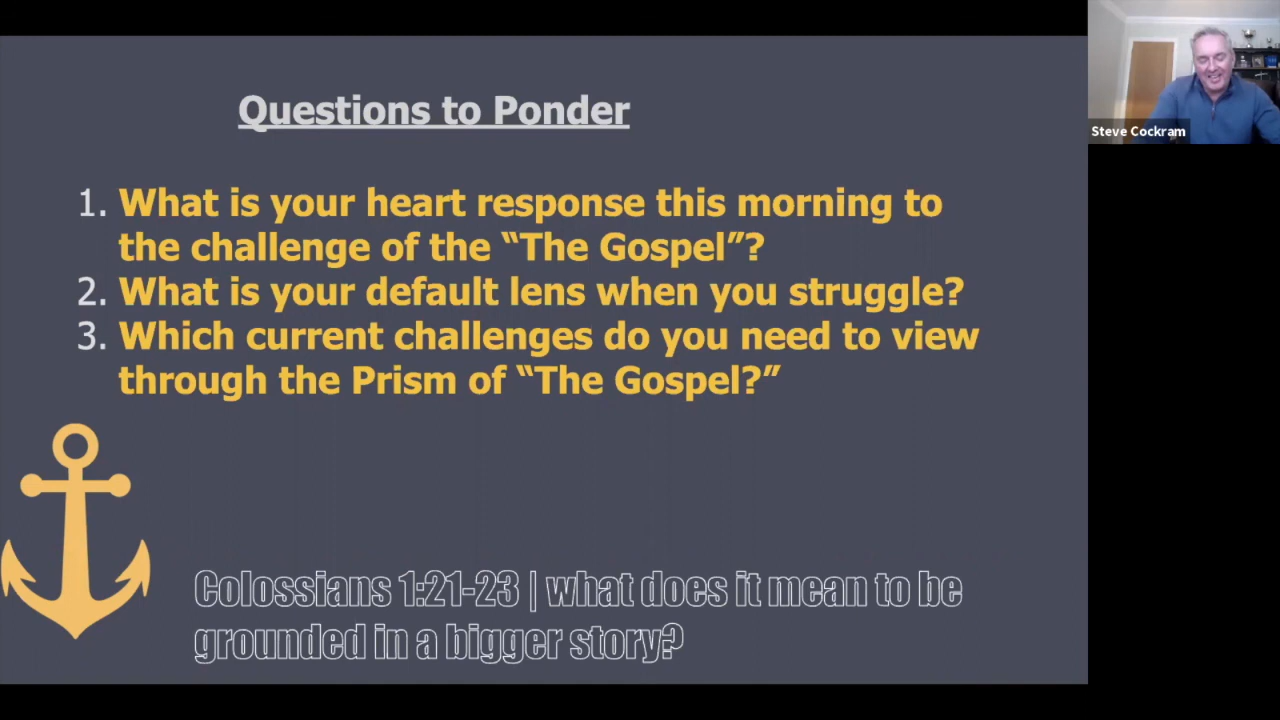 Questions to Ponder
1. What is your heart response this morning to
the challenge of the “The Gospel”?
2. What is your default lens when you struggle?
3. Which current challenges do you need to view
through the Prism of “The Gospel?”
Colossians 1:21-23 | what does it mean to be
grounded in a bigger story?
Steve Cockram